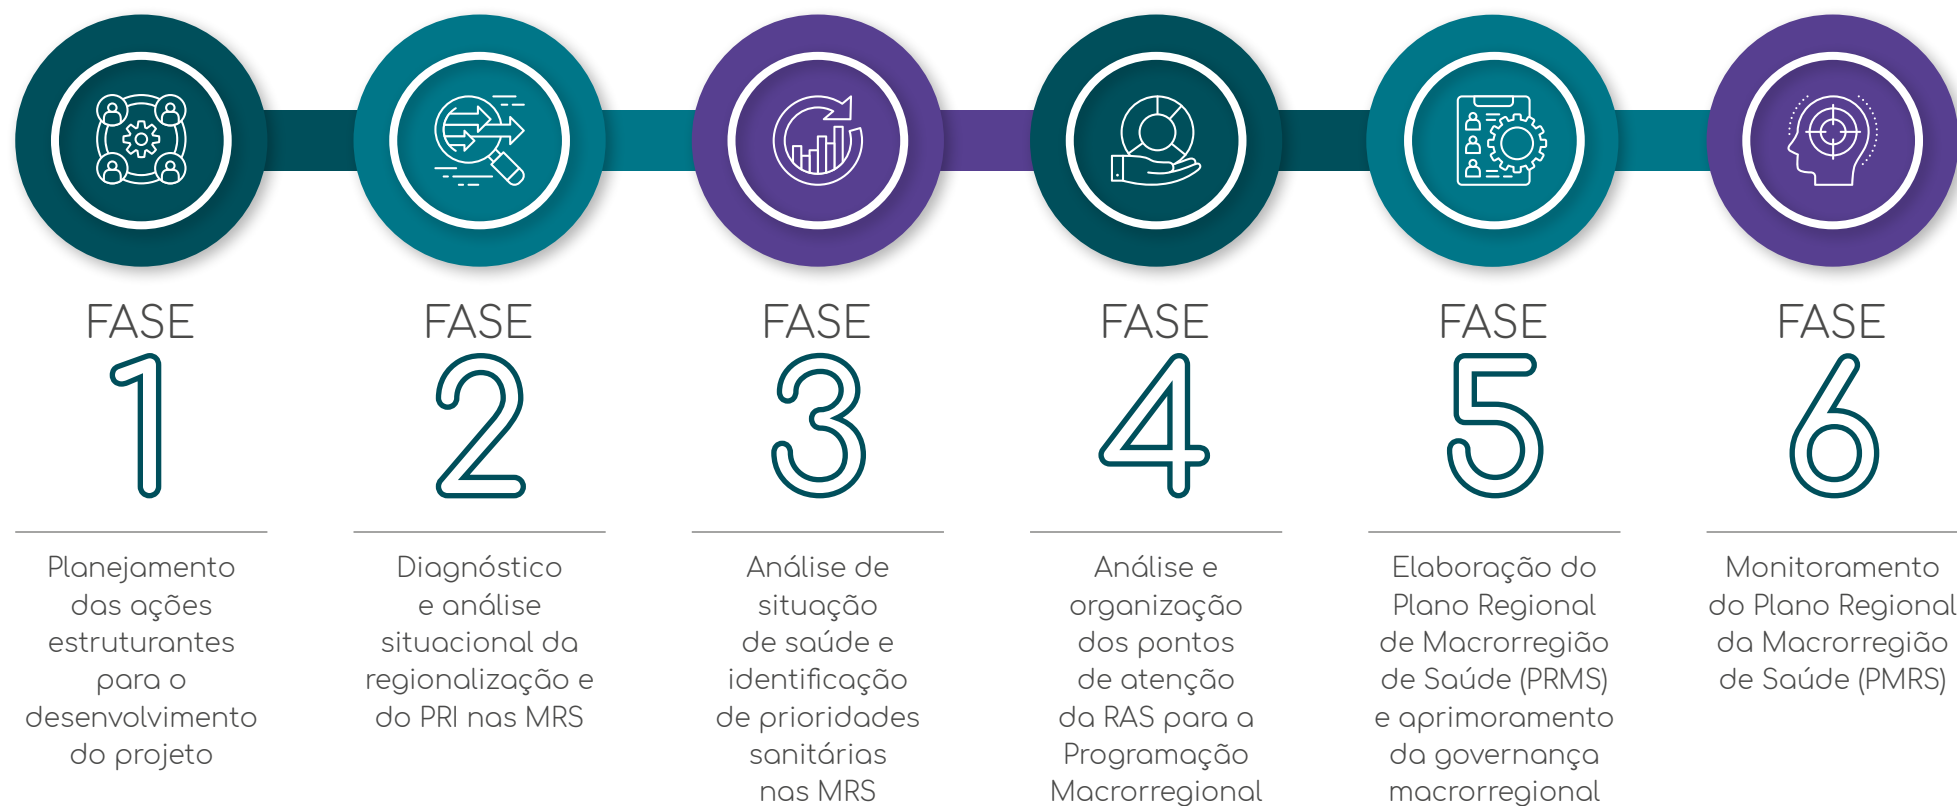 FASE
1
Planejamento
das ações
estruturantes
para o
desenvolvimento
do projeto
FASE
2
Diagnóstico
e análise
situacional da
regionalização e
do PRI nas MRS
FASE
3
Análise de
situação
de saúde e
identificação
de prioridades
sanitárias
nas MRS
FASE
4
Análise e
organização
dos pontos
de atenção
da RAS para a
Programação
Macrorregional
FASE
5
Elaboração do
Plano Regional
de Macrorregião
de Saúde (PRMS)
e aprimoramento
da governança
macrorregional
FASE
6
Monitoramento
do Plano Regional
da Macrorregião
de Saúde (PMRS)